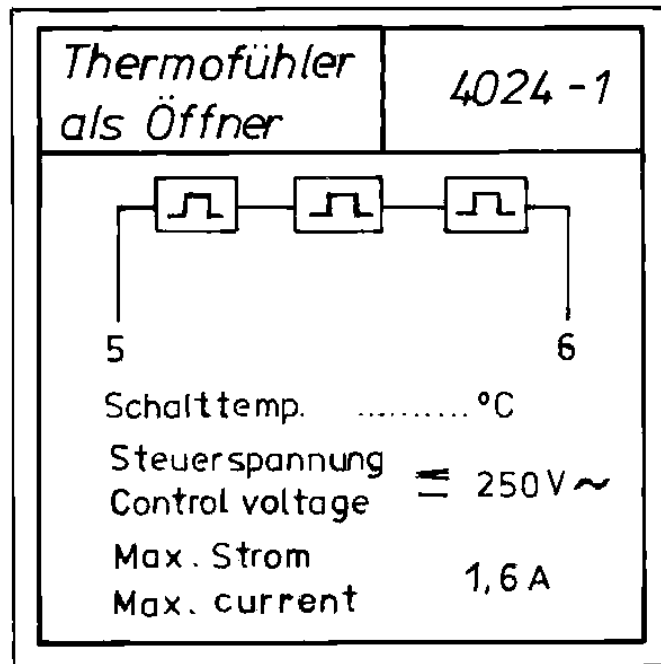 Thermofühler
als Öffner
4024-1
5
6
Schalttemp. .......... °C
Steuerspannung
Control voltage
≦ 250V~
Max. Strom
Max. current
1,6 A